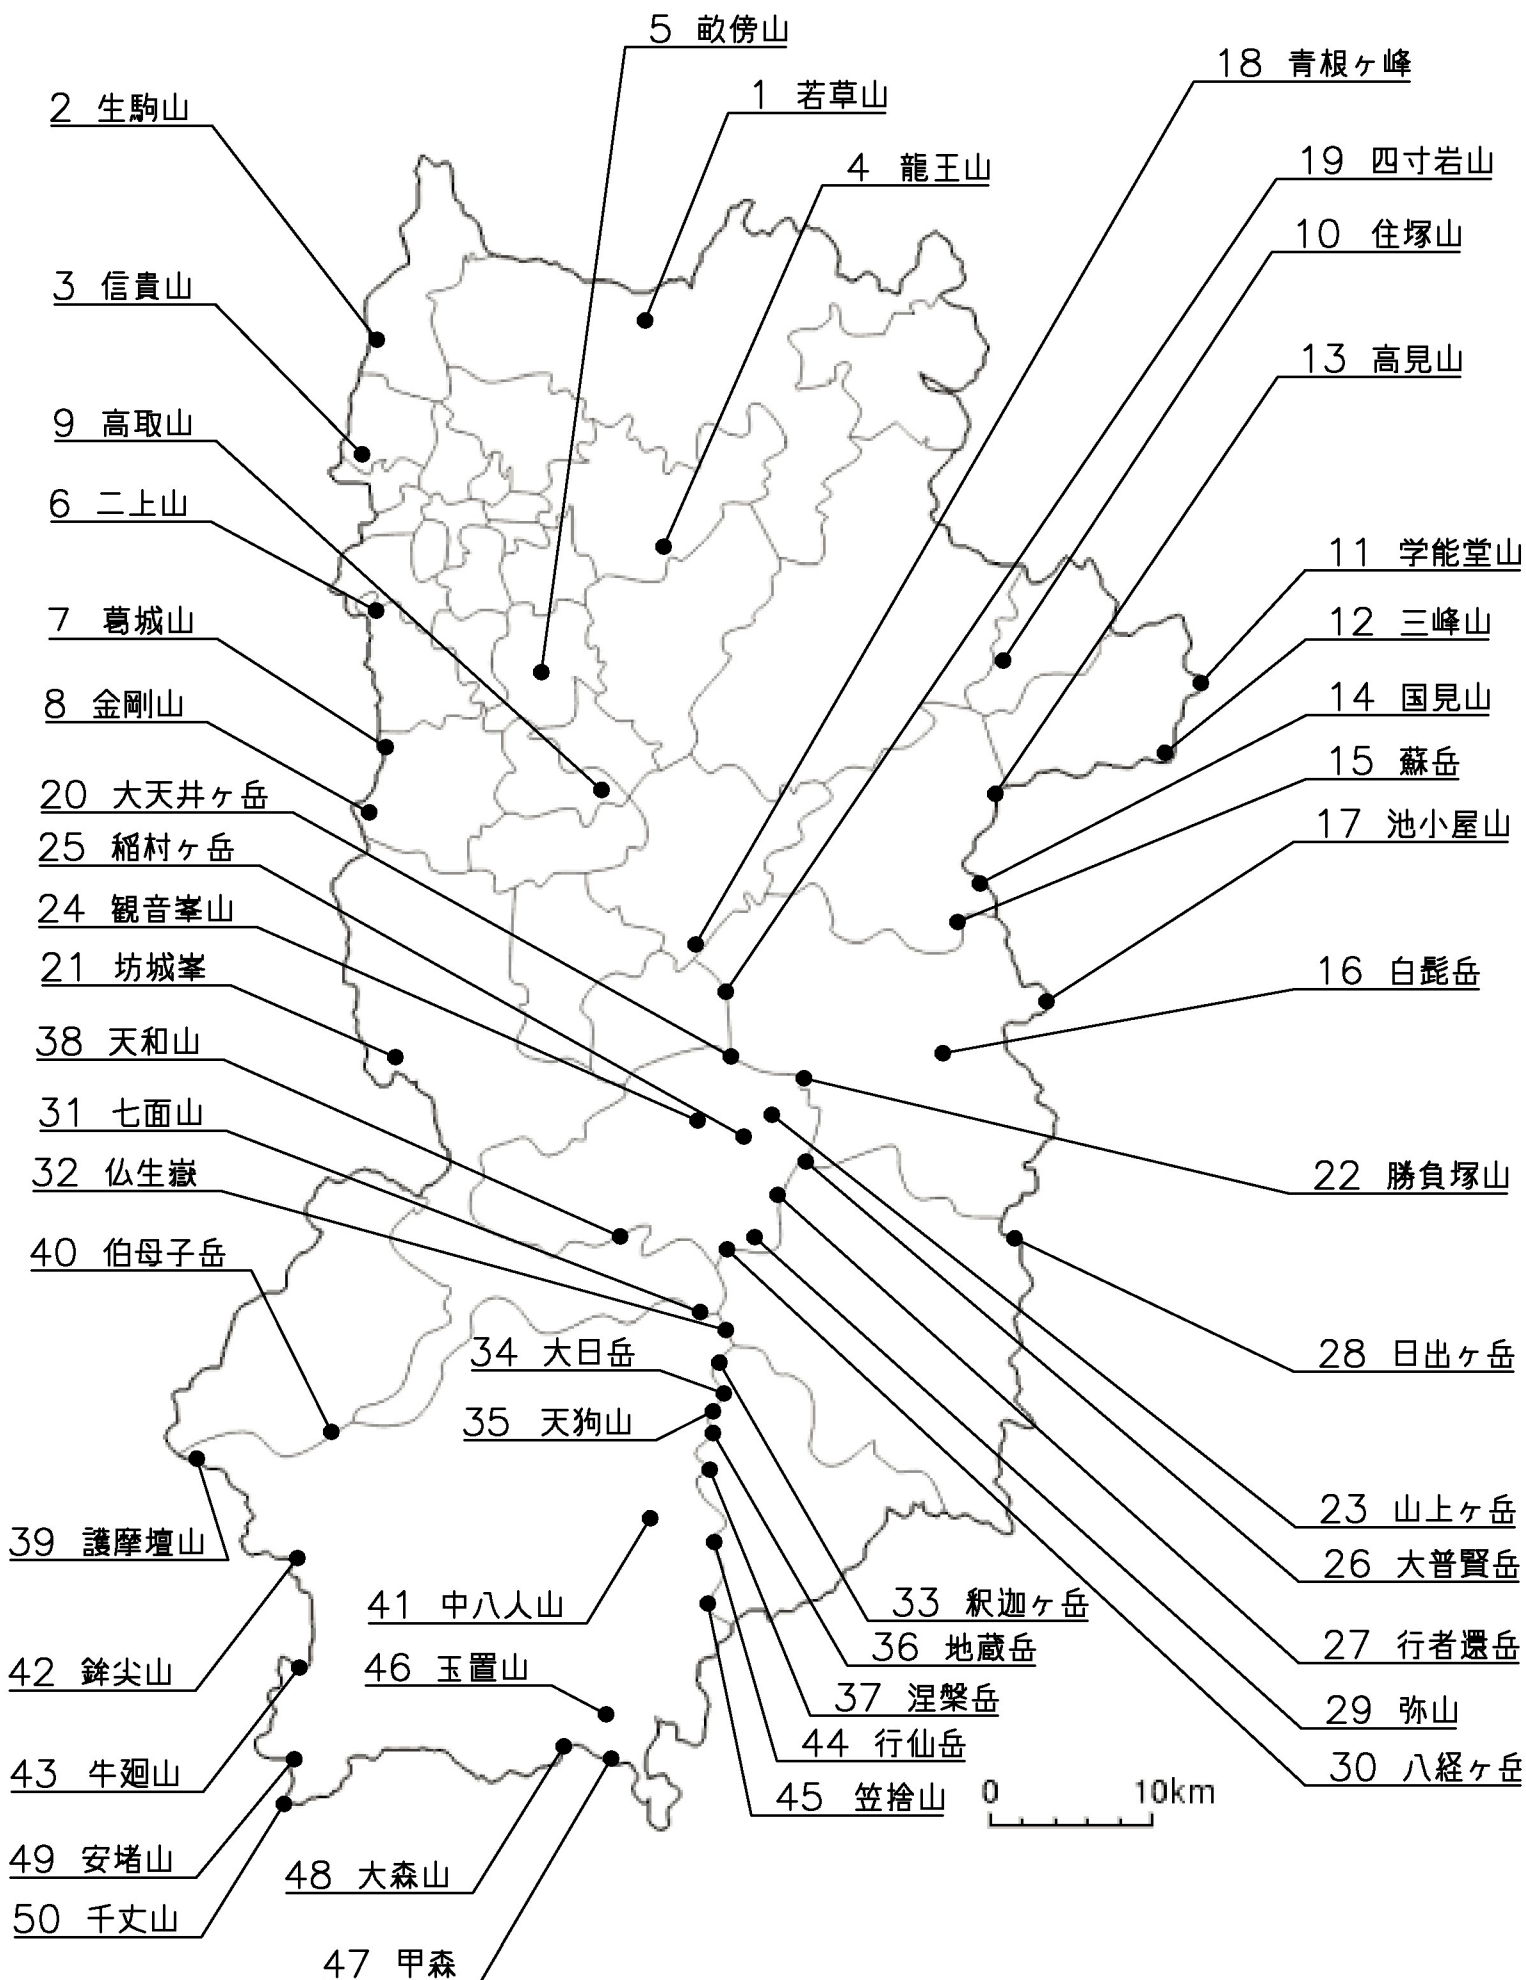 5 畝傍山
18 青根ヶ峰
2 生駒山
1 若草山
4 龍王山
19 四寸岩山
10 住塚山
3 信貴山
13 高見山
9 高取山
6 二上山
11 学能堂山
7 葛城山
12 三峰山
8 金剛山
14 国見山
15 蘇岳
20 大天井ヶ岳
17 池小屋山
25 稲村ヶ岳
24 観音峯山
21 坊城峯
16 白髭岳
38 天和山
31 七面山
32 仏生嶽
22 勝負塚山
40 伯母子岳
34 大日岳
28 日出ヶ岳
35 天狗山
23 山上ヶ岳
39 護摩壇山
26 大普賢岳
41 中八人山
33 釈迦ヶ岳
36 地蔵岳
27 行者還岳
42 鉾尖山
46 玉置山
37 涅槃岳
29 弥山
44 行仙岳
43 牛廻山
30 八経ヶ岳
45 笠捨山
0 10km
49 安堵山
48 大森山
50 千丈山
47 甲森